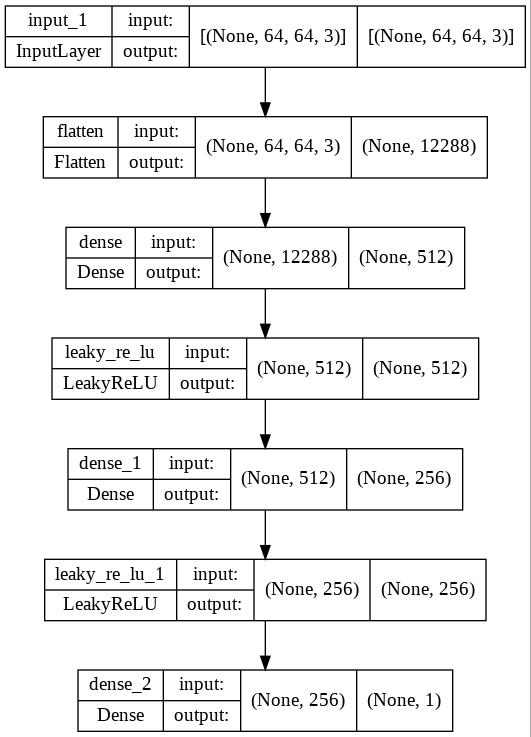 input_1 input: [(None, 64, 64, 3)] [(None, 64, 64, 3)]
InputLayer output:
flatten input: (None, 64, 64, 3) (None, 12288)
Flatten output:
dense input: (None, 12288) (None, 512)
Dense output:
leaky_re_lu input: (None, 512) (None, 512)
LeakyReLU output:
dense_1 input: (None, 512) (None, 256)
Dense output:
leaky_re_lu_1 input: (None, 256) (None, 256)
LeakyReLU output:
dense_2 input: (None, 256) (None, 1)
Dense output: